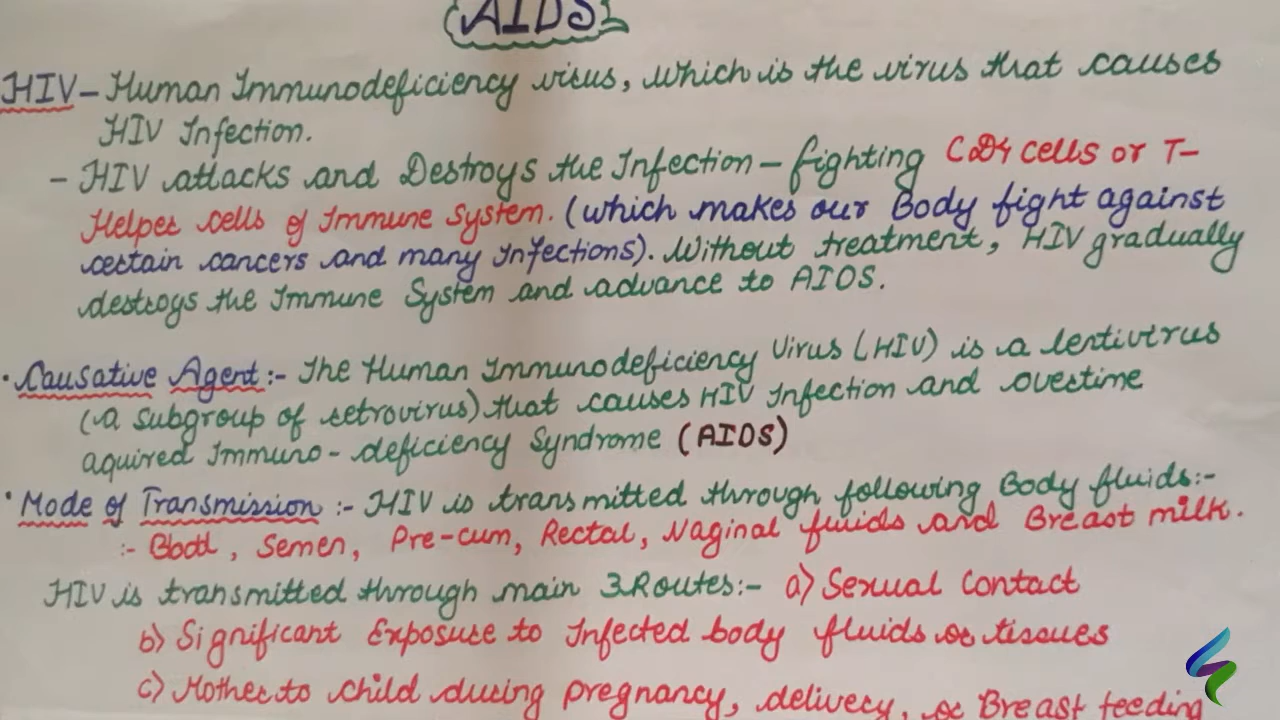 AIDS
HIV - Human Immunodeficiency virus, which is the virus that causes
HIV Infection.
- HIV attacks and Destroys the Infection - fighting CD4 cells or T-
Helper cells of Immune System. (which makes our Body fight against
certain cancers and many Infections). Without treatment, HIV gradually
destroys the Immune System and advance to AIDS.
• Causative Agent :- The Human Immunodeficiency Virus (HIV) is a lentivirus
(a subgroup of retrovirus) that causes HIV Infection and overtime
aquired Immuno - deficiency Syndrome (AIDS)
• Mode of Transmission :- HIV is transmitted through following Body fluids:-
:- Blood, Semen, Pre-cum, Rectal, Vaginal fluids and Breast milk.
HIV is transmitted through main 3 Routes:- a) Sexual Contact
b) Significant Exposure to Infected body fluids or tissues
c) Mother to child during pregnancy, delivery, or Breast feeding